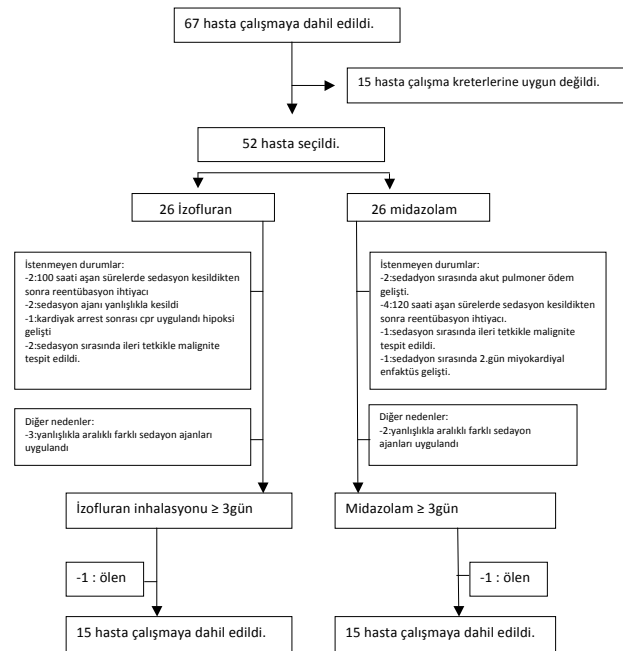 67 hasta çalışmaya dahil edildi.
15 hasta çalışma kreterlerine uygun değildi.
52 hasta seçildi.
26 İzofluran
26 midazolam
İstenmeyen durumlar:
-2:100 saati aşan sürelerde sedasyon kesildikten
sonra reentübasyon ihtiyacı
-2:sedasyon ajanı yanlışlıkla kesildi
-1:kardiyak arrest sonrası cpr uygulandı hipoksi
gelişti
-2:sedasyon sırasında ileri tetkikle malignite
tespit edildi.
İstenmeyen durumlar:
-2:sedadyon sırasında akut pulmoner ödem
gelişti.
-4:120 saati aşan sürelerde sedasyon kesildikten
sonra reentübasyon ihtiyacı.
-1:sedasyon sırasında ileri tetkikle malignite
tespit edildi.
-1:sedadyon sırasında 2.gün miyokardiyal
enfaktüs gelişti.
Diğer nedenler:
-3:yanlışlıkla aralıklı farklı sedasyon ajanları
uygulandı
Diğer nedenler:
-2:yanlışlıkla aralıklı farklı sedasyon
ajanları uygulandı
İzofluran inhalasyonu ≥ 3gün
Midazolam ≥ 3gün
-1 : ölen
-1 : ölen
15 hasta çalışmaya dahil edildi.
15 hasta çalışmaya dahil edildi.